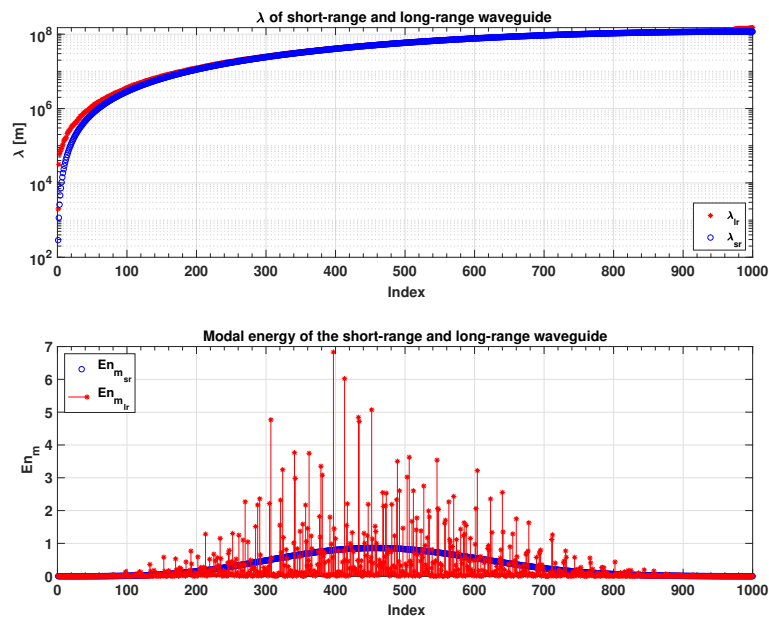 λ of short-range and long-range waveguide
10^8
10^6
10^4
10^2
λ [m]
λ_lr
λ_sr
0 100 200 300 400 500 600 700 800 900 1000
Index
Modal energy of the short-range and long-range waveguide
7
6
5
4
3
2
1
0
En_m
En_m_sr
En_m_lr
0 100 200 300 400 500 600 700 800 900 1000
Index